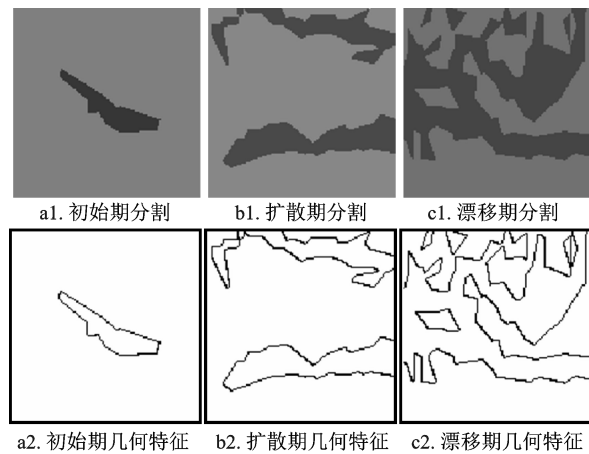 a1. 初始期分割
b1. 扩散期分割
c1. 漂移期分割
a2. 初始期几何特征
b2. 扩散期几何特征
c2. 漂移期几何特征